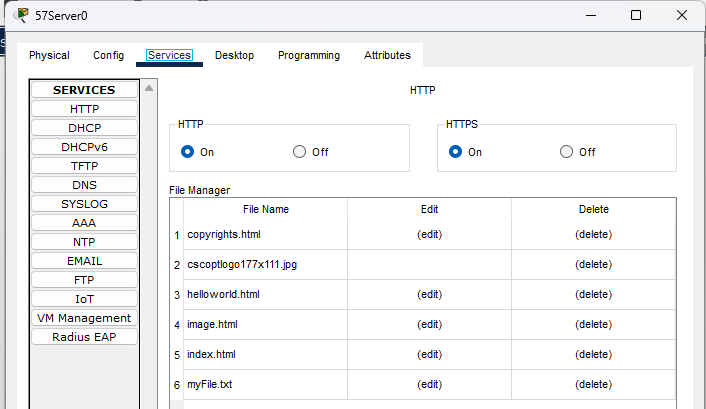 57Server0
Physical Config Services Desktop Programming Attributes
SERVICES
HTTP
DHCP
DHCPv6
TFTP
DNS
SYSLOG
AAA
NTP
EMAIL
FTP
IoT
VM Management
Radius EAP
HTTP
HTTP
On Off
HTTPS
On Off
File Manager
File Name Edit Delete
1 copyrights.html (edit) (delete)
2 cscoptlogo177x111.jpg (delete)
3 helloworld.html (edit) (delete)
4 image.html (edit) (delete)
5 index.html (edit) (delete)
6 myFile.txt (edit) (delete)